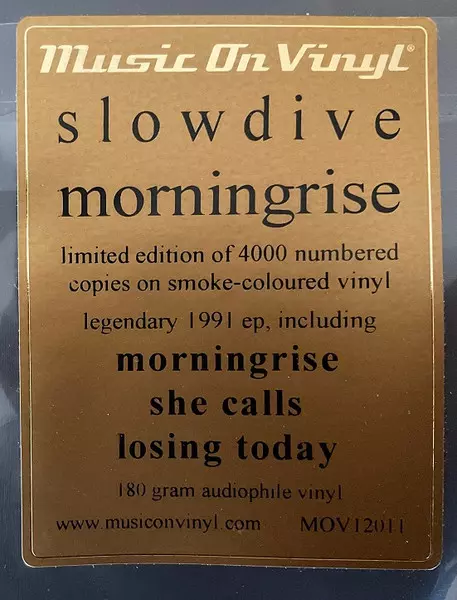 Music On Vinyl®
slowdive
morningrise
limited edition of 4000 numbered
copies on smoke-coloured vinyl
legendary 1991 ep, including
morningrise
she calls
losing today
180 gram audiophile vinyl
www.musiconvinyl.com MOV12011